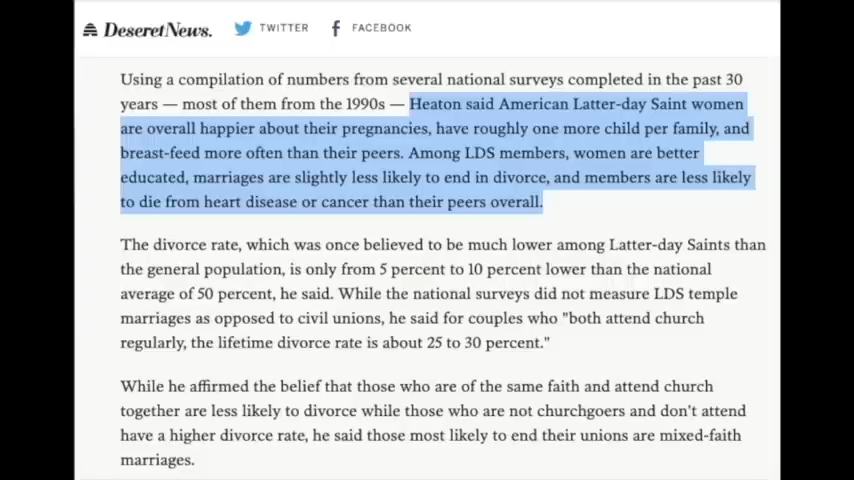 Deseret News. TWITTER FACEBOOK
Using a compilation of numbers from several national surveys completed in the past 30
years — most of them from the 1990s — Heaton said American Latter-day Saint women
are overall happier about their pregnancies, have roughly one more child per family, and
breast-feed more often than their peers. Among LDS members, women are better
educated, marriages are slightly less likely to end in divorce, and members are less likely
to die from heart disease or cancer than their peers overall.
The divorce rate, which was once believed to be much lower among Latter-day Saints than
the general population, is only from 5 percent to 10 percent lower than the national
average of 50 percent, he said. While the national surveys did not measure LDS temple
marriages as opposed to civil unions, he said for couples who "both attend church
regularly, the lifetime divorce rate is about 25 to 30 percent."
While he affirmed the belief that those who are of the same faith and attend church
together are less likely to divorce while those who are not churchgoers and don't attend
have a higher divorce rate, he said those most likely to end their unions are mixed-faith
marriages.